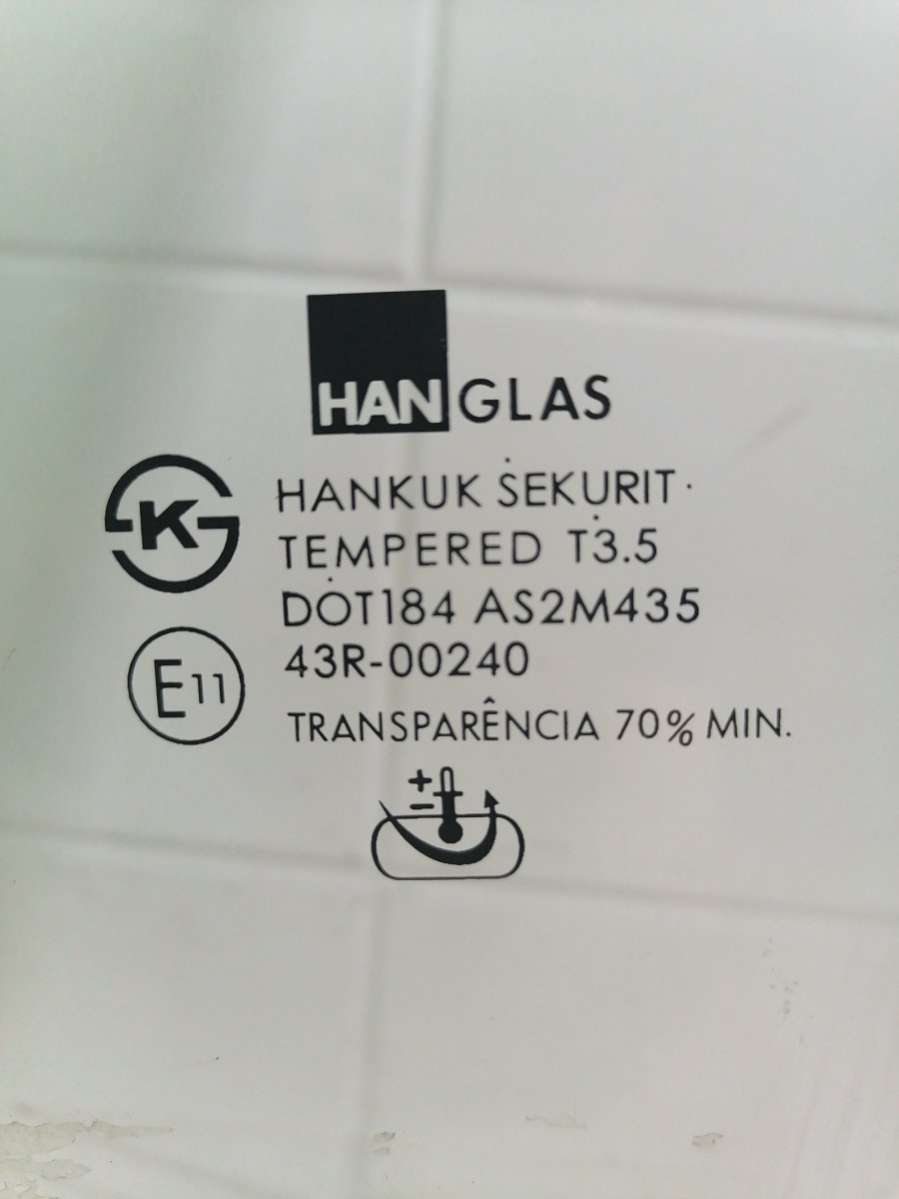 HANGLAS
K
HANKUK SEKURIT
TEMPERED T3.5
DOT184 AS2M435
E11
43R-00240
TRANSPARÊNCIA 70% MIN.
+
−